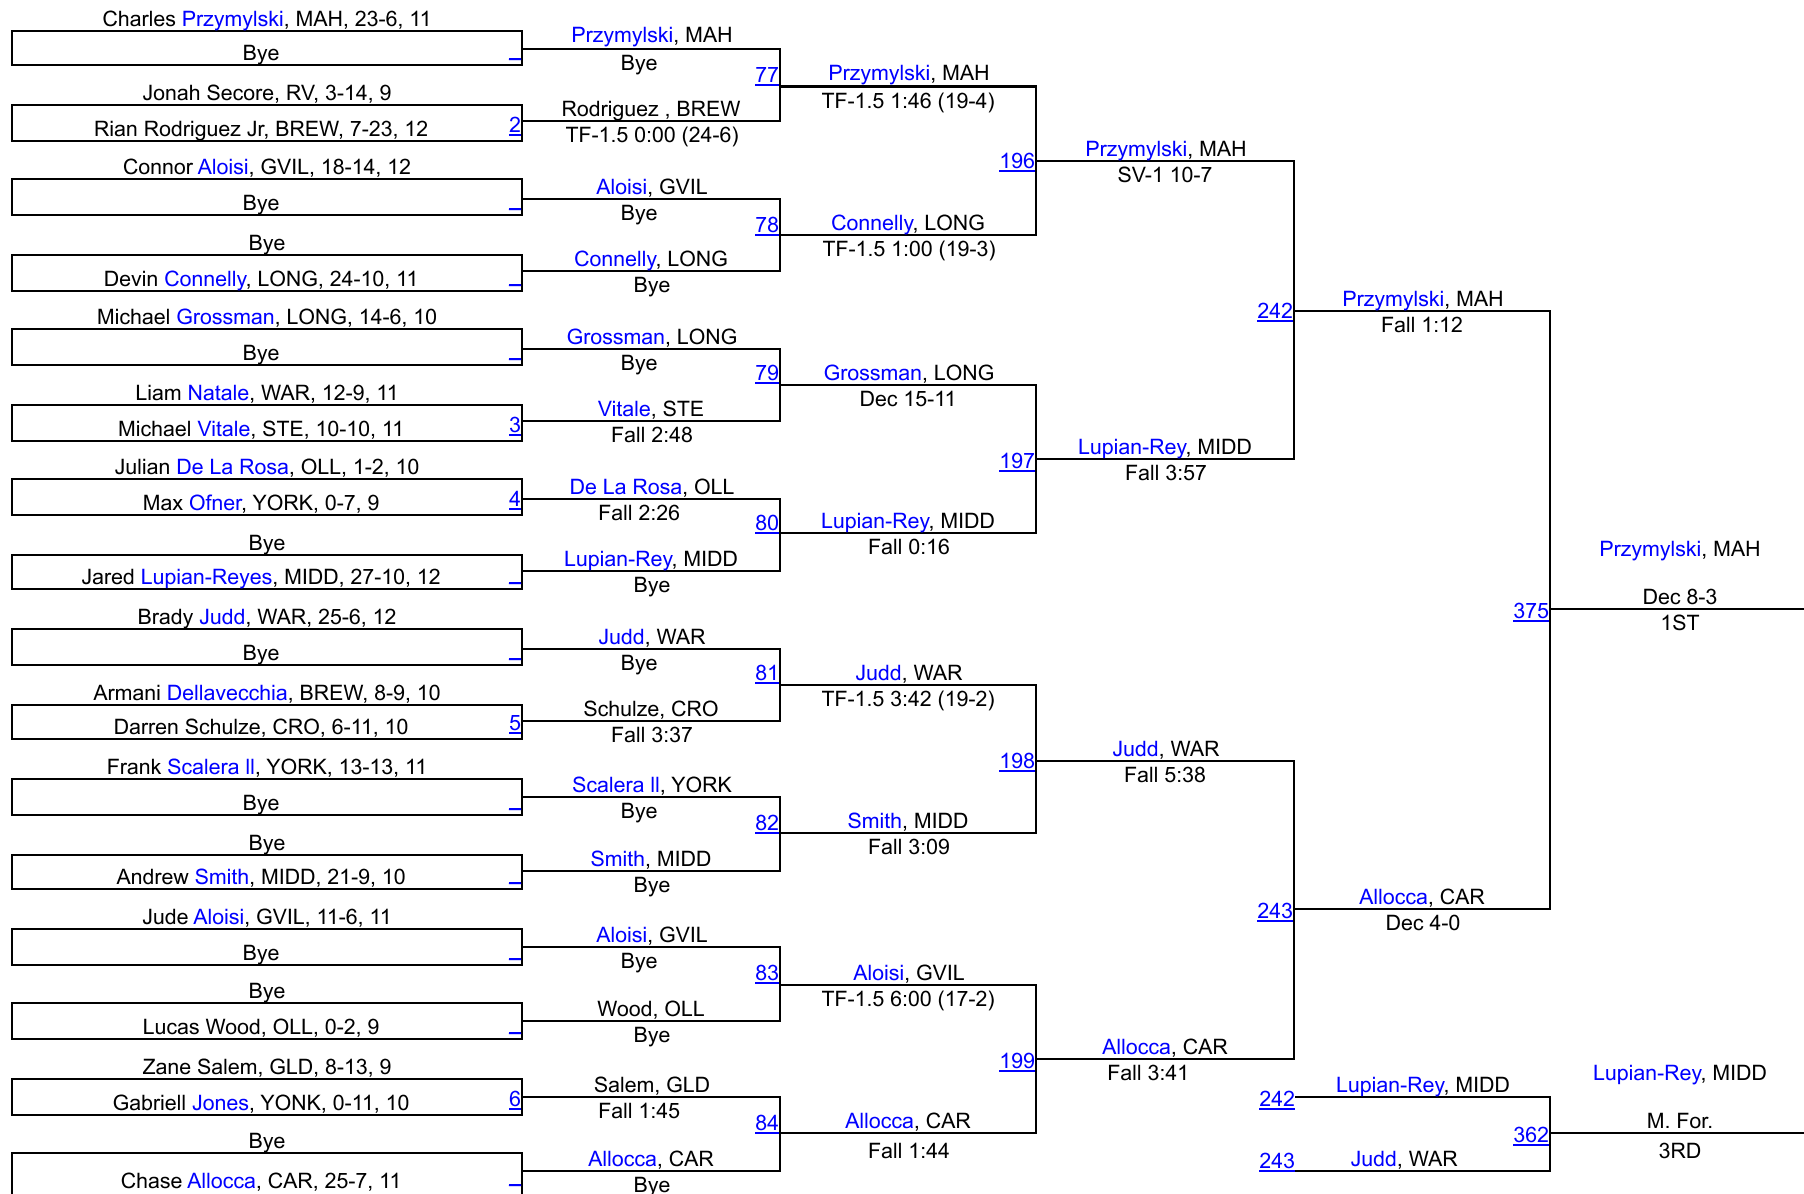 Charles Przymylski, MAH, 23-6, 11
Bye
Jonah Secore, RV, 3-14, 9
Rian Rodriguez Jr, BREW, 7-23, 12
2
Connor Aloisi, GVIL, 18-14, 12
Bye
Bye
Devin Connelly, LONG, 24-10, 11
Michael Grossman, LONG, 14-6, 10
Bye
Liam Natale, WAR, 12-9, 11
Michael Vitale, STE, 10-10, 11
3
Julian De La Rosa, OLL, 1-2, 10
Max Ofner, YORK, 0-7, 9
4
Bye
Jared Lupian-Reyes, MIDD, 27-10, 12
Brady Judd, WAR, 25-6, 12
Bye
Armani Dellavecchia, BREW, 8-9, 10
Darren Schulze, CRO, 6-11, 10
5
Frank Scalera ll, YORK, 13-13, 11
Bye
Bye
Andrew Smith, MIDD, 21-9, 10
Jude Aloisi, GVIL, 11-6, 11
Bye
Bye
Lucas Wood, OLL, 0-2, 9
Zane Salem, GLD, 8-13, 9
Gabriell Jones, YONK, 0-11, 10
6
Bye
Chase Allocca, CAR, 25-7, 11
Przymylski, MAH
Bye
77
Rodriguez , BREW
TF-1.5 0:00 (24-6)
Aloisi, GVIL
Bye
78
Connelly, LONG
Bye
Grossman, LONG
Bye
79
Vitale, STE
Fall 2:48
De La Rosa, OLL
Fall 2:26
80
Lupian-Rey, MIDD
Bye
Judd, WAR
Bye
81
Schulze, CRO
Fall 3:37
Scalera ll, YORK
Bye
82
Smith, MIDD
Bye
Aloisi, GVIL
Bye
83
Wood, OLL
Bye
Salem, GLD
Fall 1:45
84
Allocca, CAR
Bye
Przymylski, MAH
TF-1.5 1:46 (19-4)
196
Connelly, LONG
TF-1.5 1:00 (19-3)
Grossman, LONG
Dec 15-11
197
Lupian-Rey, MIDD
Fall 0:16
Judd, WAR
TF-1.5 3:42 (19-2)
198
Smith, MIDD
Fall 3:09
Aloisi, GVIL
TF-1.5 6:00 (17-2)
199
Allocca, CAR
Fall 1:44
Przymylski, MAH
SV-1 10-7
242
Lupian-Rey, MIDD
Fall 3:57
Judd, WAR
Fall 5:38
243
Allocca, CAR
Fall 3:41
Przymylski, MAH
Fall 1:12
375
Allocca, CAR
Dec 4-0
Przymylski, MAH
Dec 8-3
1ST
242
Lupian-Rey, MIDD
362
243
Judd, WAR
Lupian-Rey, MIDD
M. For.
3RD